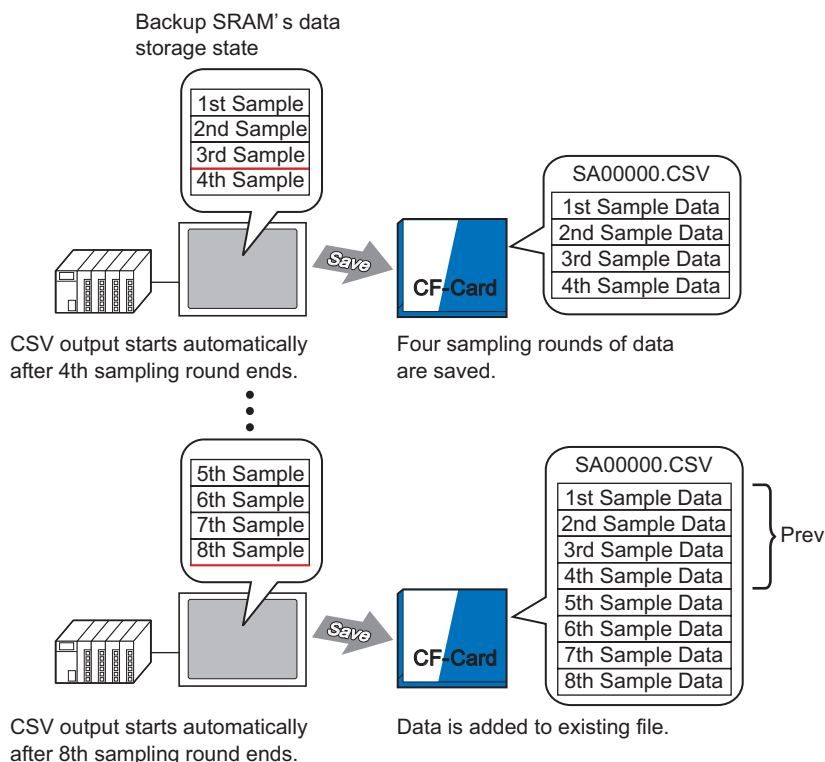 Backup SRAM's data
storage state
1st Sample
2nd Sample
3rd Sample
4th Sample
Save
CF-Card
SA00000.CSV
1st Sample Data
2nd Sample Data
3rd Sample Data
4th Sample Data
CSV output starts automatically
after 4th sampling round ends.
Four sampling rounds of data
are saved.
5th Sample
6th Sample
7th Sample
8th Sample
Save
CF-Card
SA00000.CSV
1st Sample Data
2nd Sample Data
3rd Sample Data
4th Sample Data
5th Sample Data
6th Sample Data
7th Sample Data
8th Sample Data
Prev
CSV output starts automatically
after 8th sampling round ends.
Data is added to existing file.